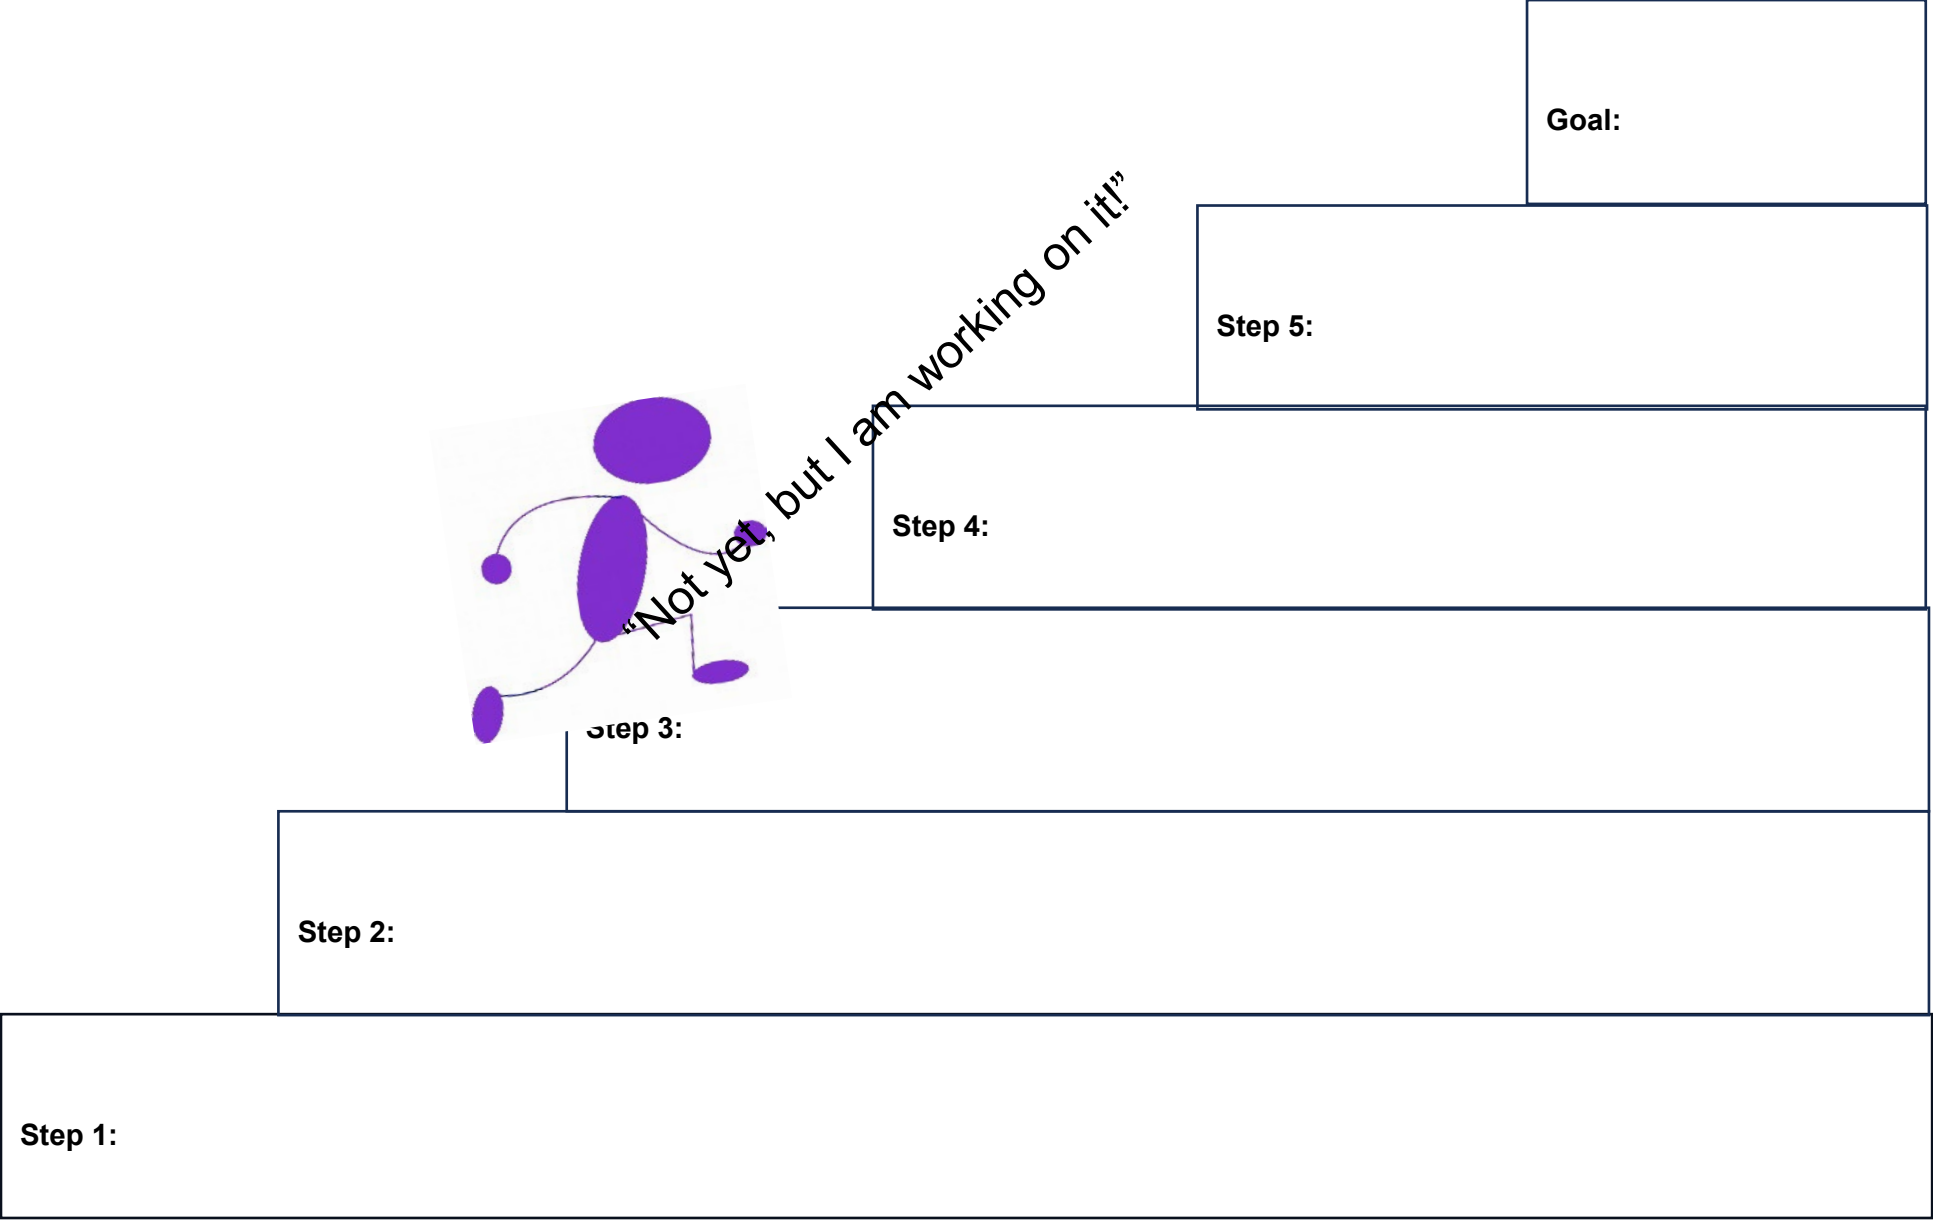 Goal:
“Not yet, but I am working on it!”
Step 5:
Step 4:
Step 3:
Step 2:
Step 1: